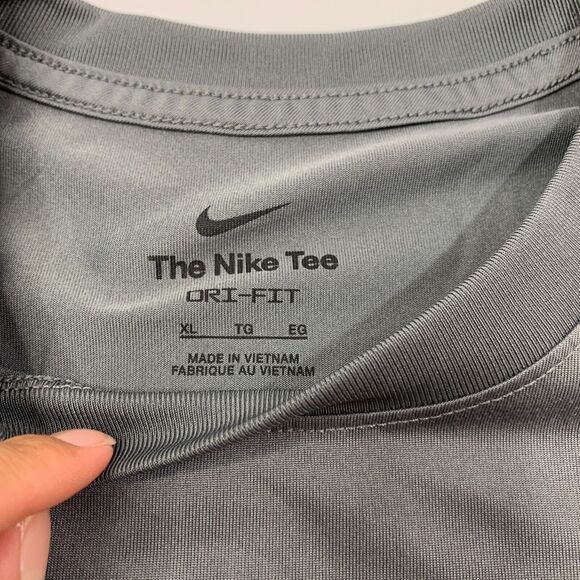 The Nike Tee
DRI-FIT
XL TG EG
MADE IN VIETNAM
FABRIQUE AU VIETNAM